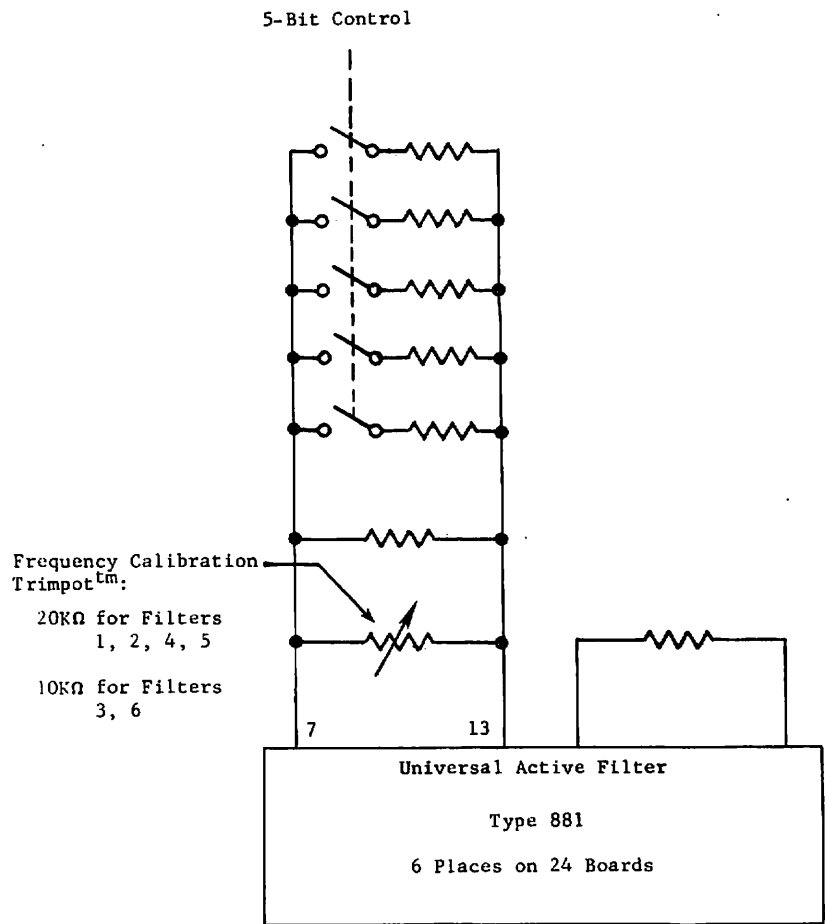 5-Bit Control
Frequency Calibration
Trimpottm:
20KΩ for Filters
1, 2, 4, 5
10KΩ for Filters
3, 6
7
13
Universal Active Filter
Type 881
6 Places on 24 Boards